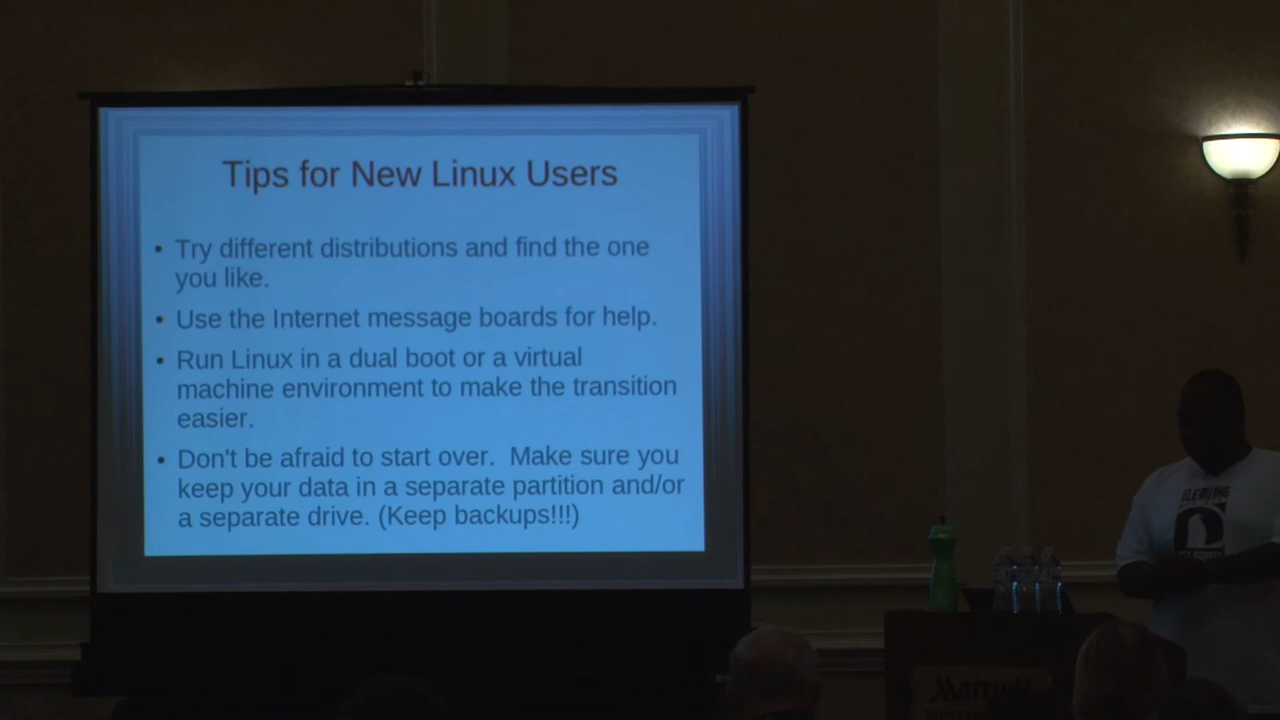 Tips for New Linux Users
• Try different distributions and find the one
you like.
• Use the Internet message boards for help.
• Run Linux in a dual boot or a virtual
machine environment to make the transition
easier.
• Don't be afraid to start over.  Make sure you
keep your data in a separate partition and/or
a separate drive. (Keep backups!!!)
Marriott